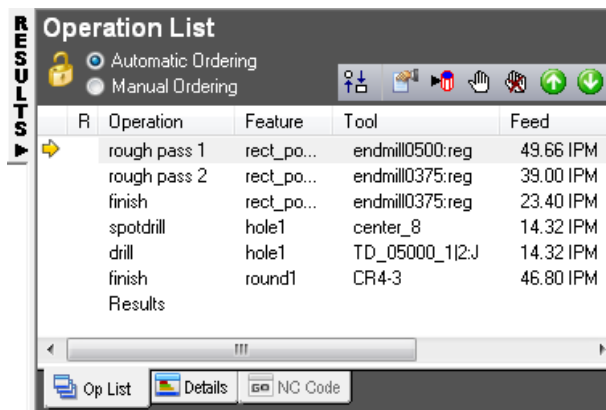 RESULTS
Operation List
Automatic Ordering
Manual Ordering
R Operation Feature Tool Feed
rough pass 1 rect_po... endmill0500:reg 49.66 IPM
rough pass 2 rect_po... endmill0375:reg 39.00 IPM
finish rect_po... endmill0375:reg 23.40 IPM
spotdrill hole1 center_8 14.32 IPM
drill hole1 TD_05000_1|2:J 14.32 IPM
finish round1 CR4-3 46.80 IPM
Results
Op List Details GO NC Code